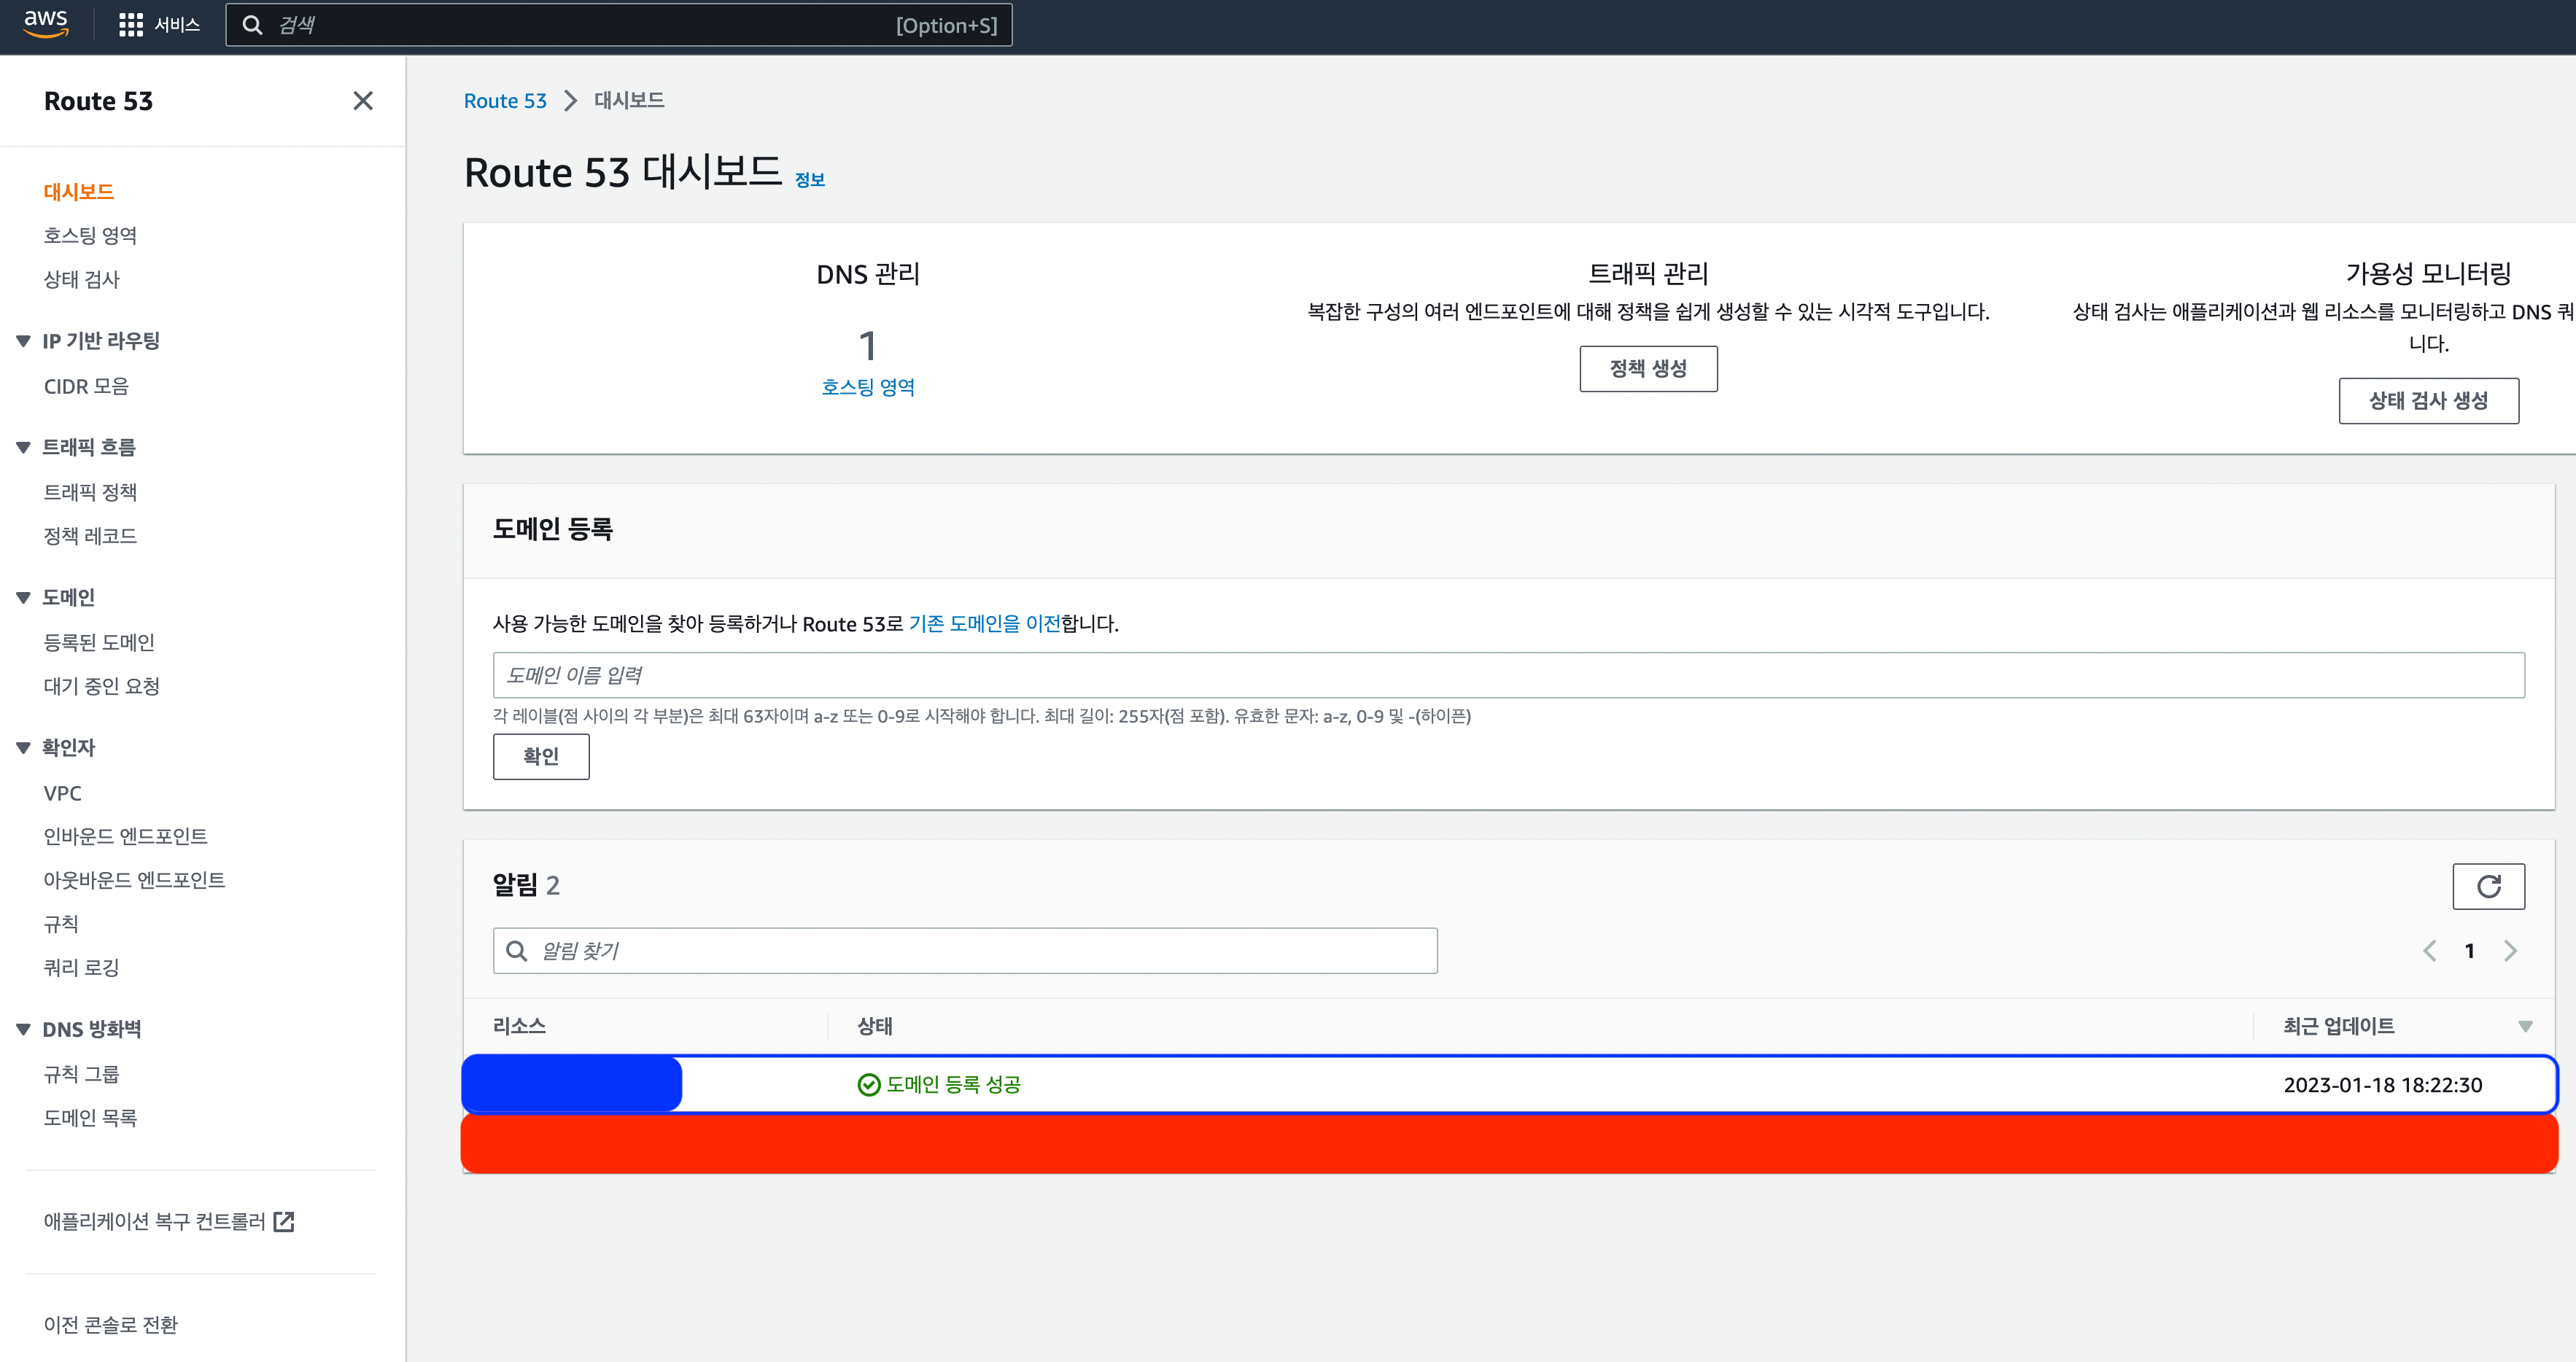 aws
서비스
검색
[Option+S]
Route 53
대시보드
호스팅 영역
상태 검사
IP 기반 라우팅
CIDR 모음
트래픽 흐름
트래픽 정책
정책 레코드
도메인
등록된 도메인
대기 중인 요청
확인자
VPC
인바운드 엔드포인트
아웃바운드 엔드포인트
규칙
쿼리 로깅
DNS 방화벽
규칙 그룹
도메인 목록
애플리케이션 복구 컨트롤러
이전 콘솔로 전환
Route 53 대시보드
Route 53 대시보드 정보
DNS 관리
1
호스팅 영역
트래픽 관리
복잡한 구성의 여러 엔드포인트에 대해 정책을 쉽게 생성할 수 있는 시각적 도구입니다.
정책 생성
가용성 모니터링
상태 검사는 애플리케이션과 웹 리소스를 모니터링하고 DNS 쿼
니다.
상태 검사 생성
도메인 등록
사용 가능한 도메인을 찾아 등록하거나 Route 53로 기존 도메인을 이전합니다.
도메인 이름 입력
각 레이블(점 사이의 각 부분)은 최대 63자이며 a-z 또는 0-9로 시작해야 합니다. 최대 길이: 255자(점 포함). 유효한 문자: a-z, 0-9 및 -(하이픈)
확인
알림 2
알림 찾기
1
리소스 상태 최근 업데이트
도메인 등록 성공 2023-01-18 18:22:30